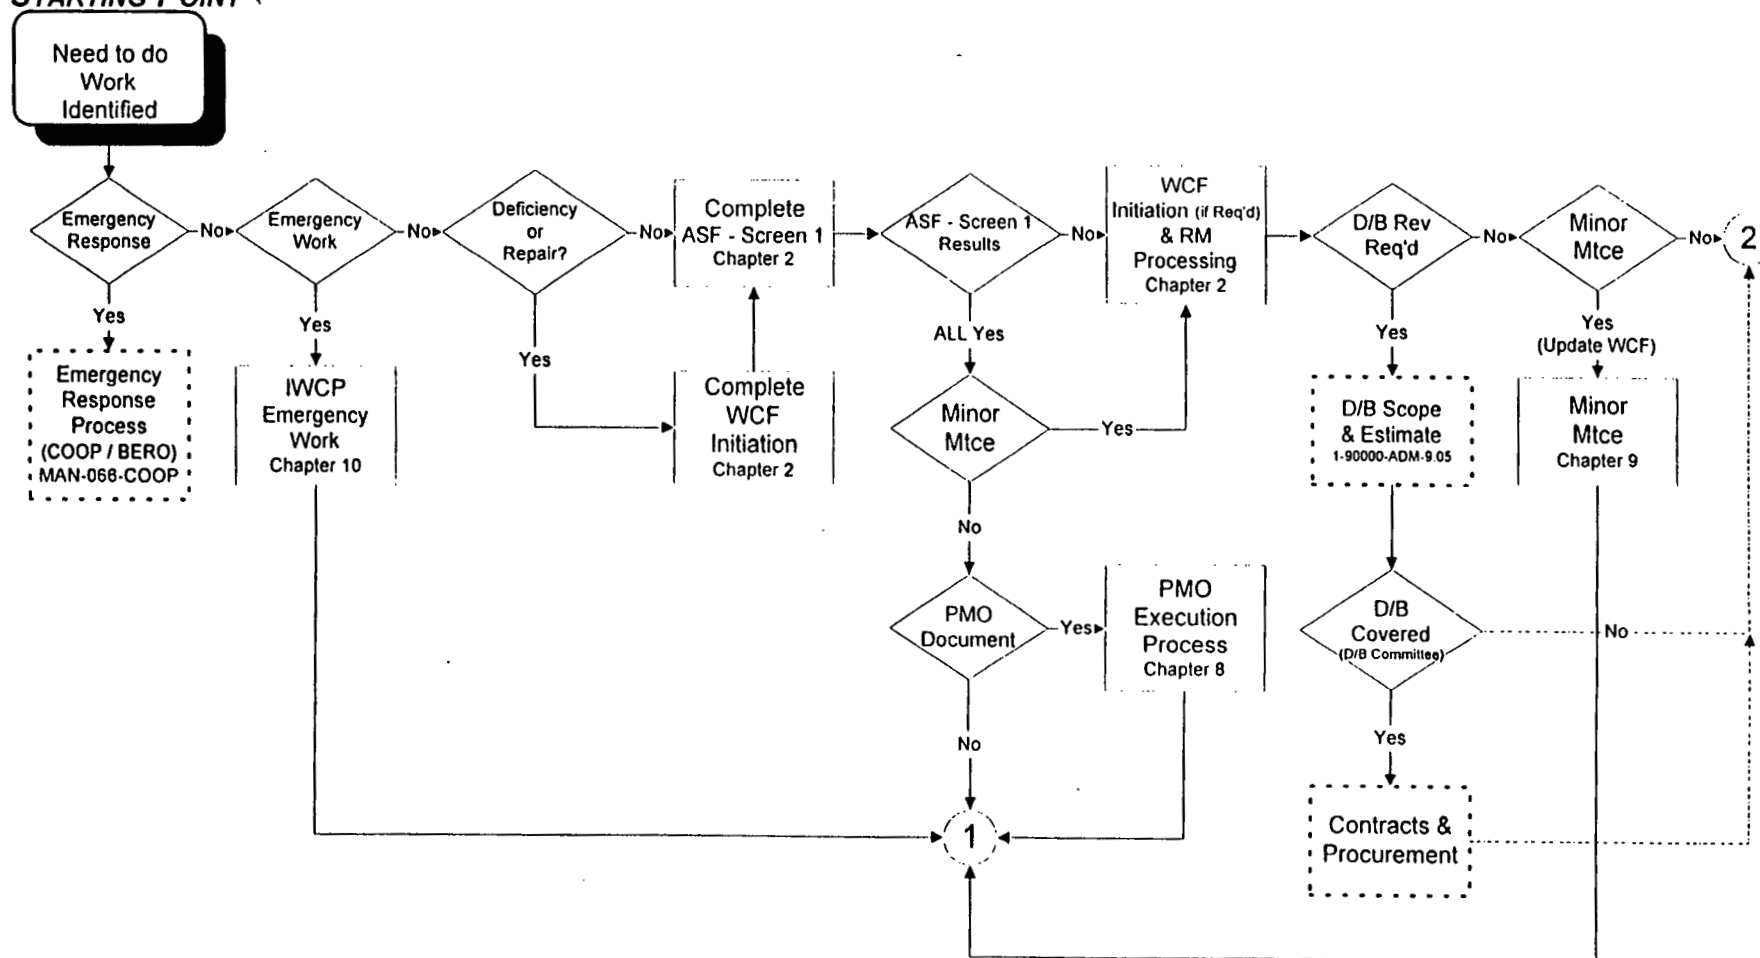 STARTING POINT
Need to do
Work
Identified
Emergency
Response
No
Emergency
Work
No
Deficiency
or
Repair?
No
Complete
ASF - Screen 1
Chapter 2
ASF - Screen 1
Results
No
WCF
Initiation (if Req'd)
& RM
Processing
Chapter 2
D/B Rev
Req'd
No
Minor
Mtce
No
2
Yes
Yes
Yes
ALL Yes
Yes
Yes
(Update WCF)
Emergency
Response
Process
(COOP / BERO)
MAN-066-COOP
IWCP
Emergency
Work
Chapter 10
Complete
WCF
Initiation
Chapter 2
Minor
Mtce
Yes
D/B Scope
& Estimate
1-90000-ADM-9.05
Minor
Mtce
Chapter 9
No
PMO
Document
Yes
PMO
Execution
Process
Chapter 8
D/B
Covered
(D/B Committee)
No
No
Yes
1
Contracts &
Procurement